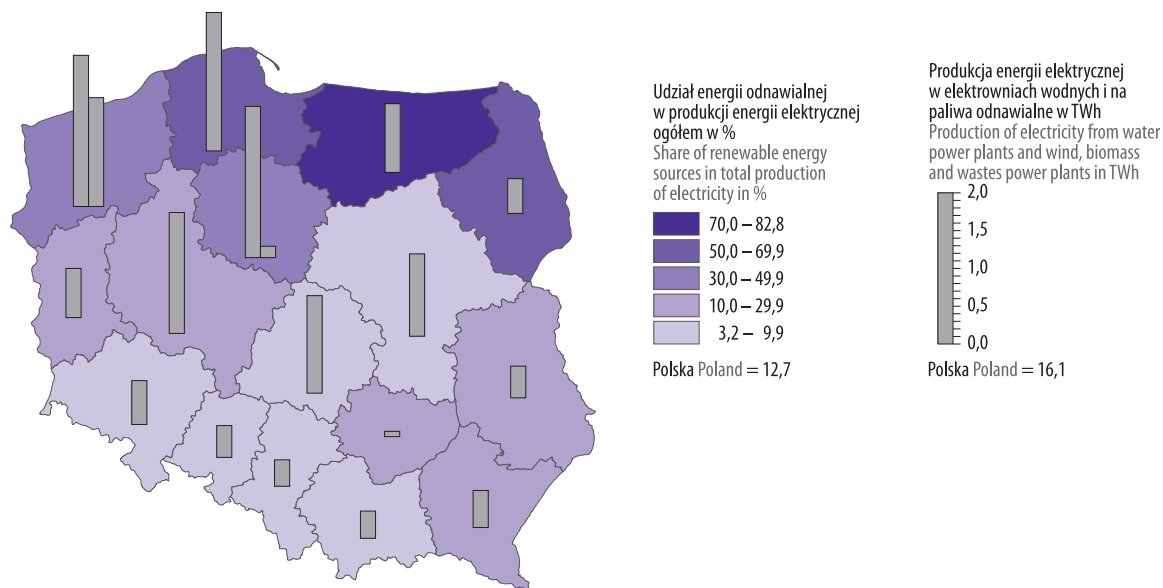 Udział energii odnawialnej
w produkcji energii elektrycznej
ogółem w %
Share of renewable energy
sources in total production
of electricity in %
70,0 – 82,8
50,0 – 69,9
30,0 – 49,9
10,0 – 29,9
3,2 – 9,9
Polska Poland = 12,7
Produkcja energii elektrycznej
w elektrowniach wodnych i na
paliwa odnawialne w TWh
Production of electricity from water
power plants and wind, biomass
and wastes power plants in TWh
2,0
1,5
1,0
0,5
0,0
Polska Poland = 16,1